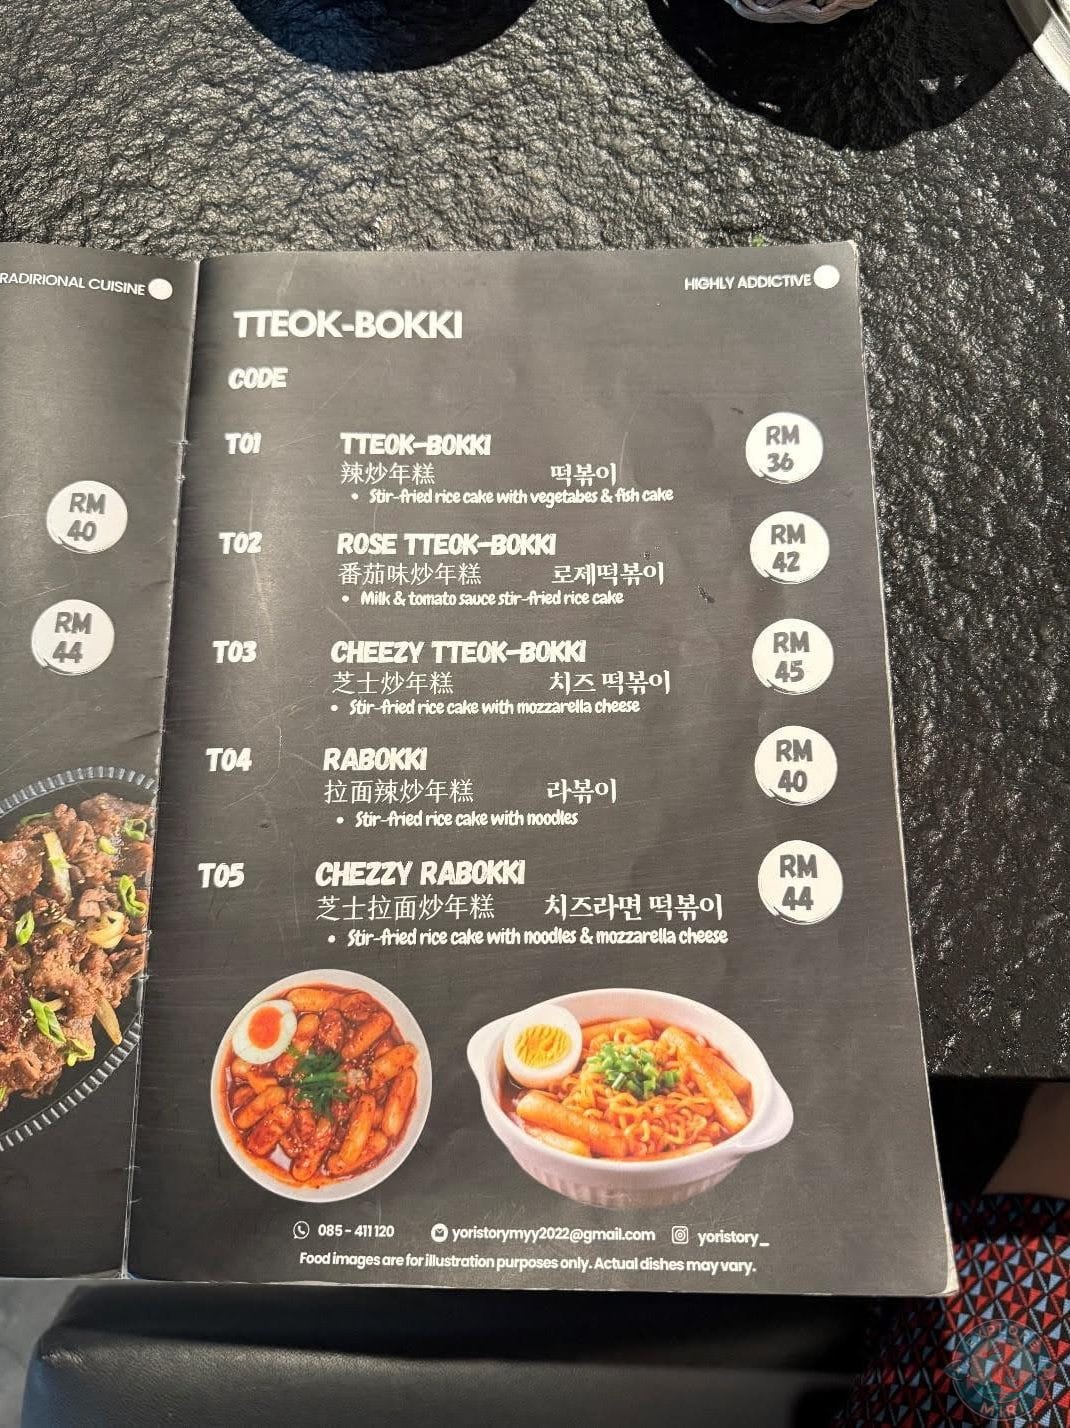 RADIRIONAL CUISINE
RM
40
RM
44
HIGHLY ADDICTIVE
TTEOK-BOKKI
CODE
T01 TTEOK-BOKKI RM 36
辣炒年糕 떡볶이
• Stir-fried rice cake with vegetabes & fish cake
T02 ROSE TTEOK-BOKKI RM 42
番茄味炒年糕 로제떡볶이
• Milk & tomato sauce stir-fried rice cake
T03 CHEEZY TTEOK-BOKKI RM 45
芝士炒年糕 치즈 떡볶이
• Stir-fried rice cake with mozzarella cheese
T04 RABOKKI RM 40
拉面辣炒年糕 라볶이
• Stir-fried rice cake with noodles
T05 CHEZZY RABOKKI RM 44
芝士拉面炒年糕 치즈라면 떡볶이
• Stir-fried rice cake with noodles & mozzarella cheese
085 - 411 120 yoristorymyy2022@gmail.com yoristory_
Food images are for illustration purposes only. Actual dishes may vary.